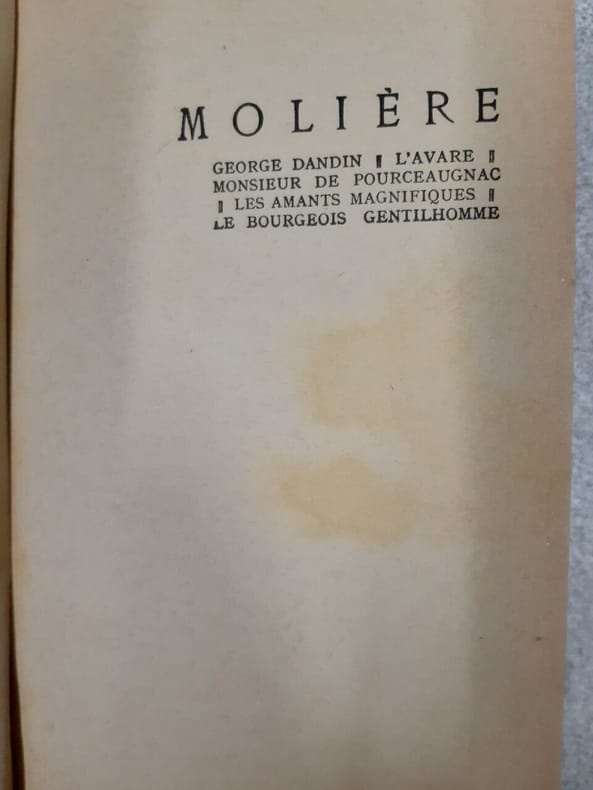 MOLIÈRE
GEORGE DANDIN ▮ L'AVARE ▮
MONSIEUR DE POURCEAUGNAC
▮ LES AMANTS MAGNIFIQUES ▮
LE BOURGEOIS GENTILHOMME